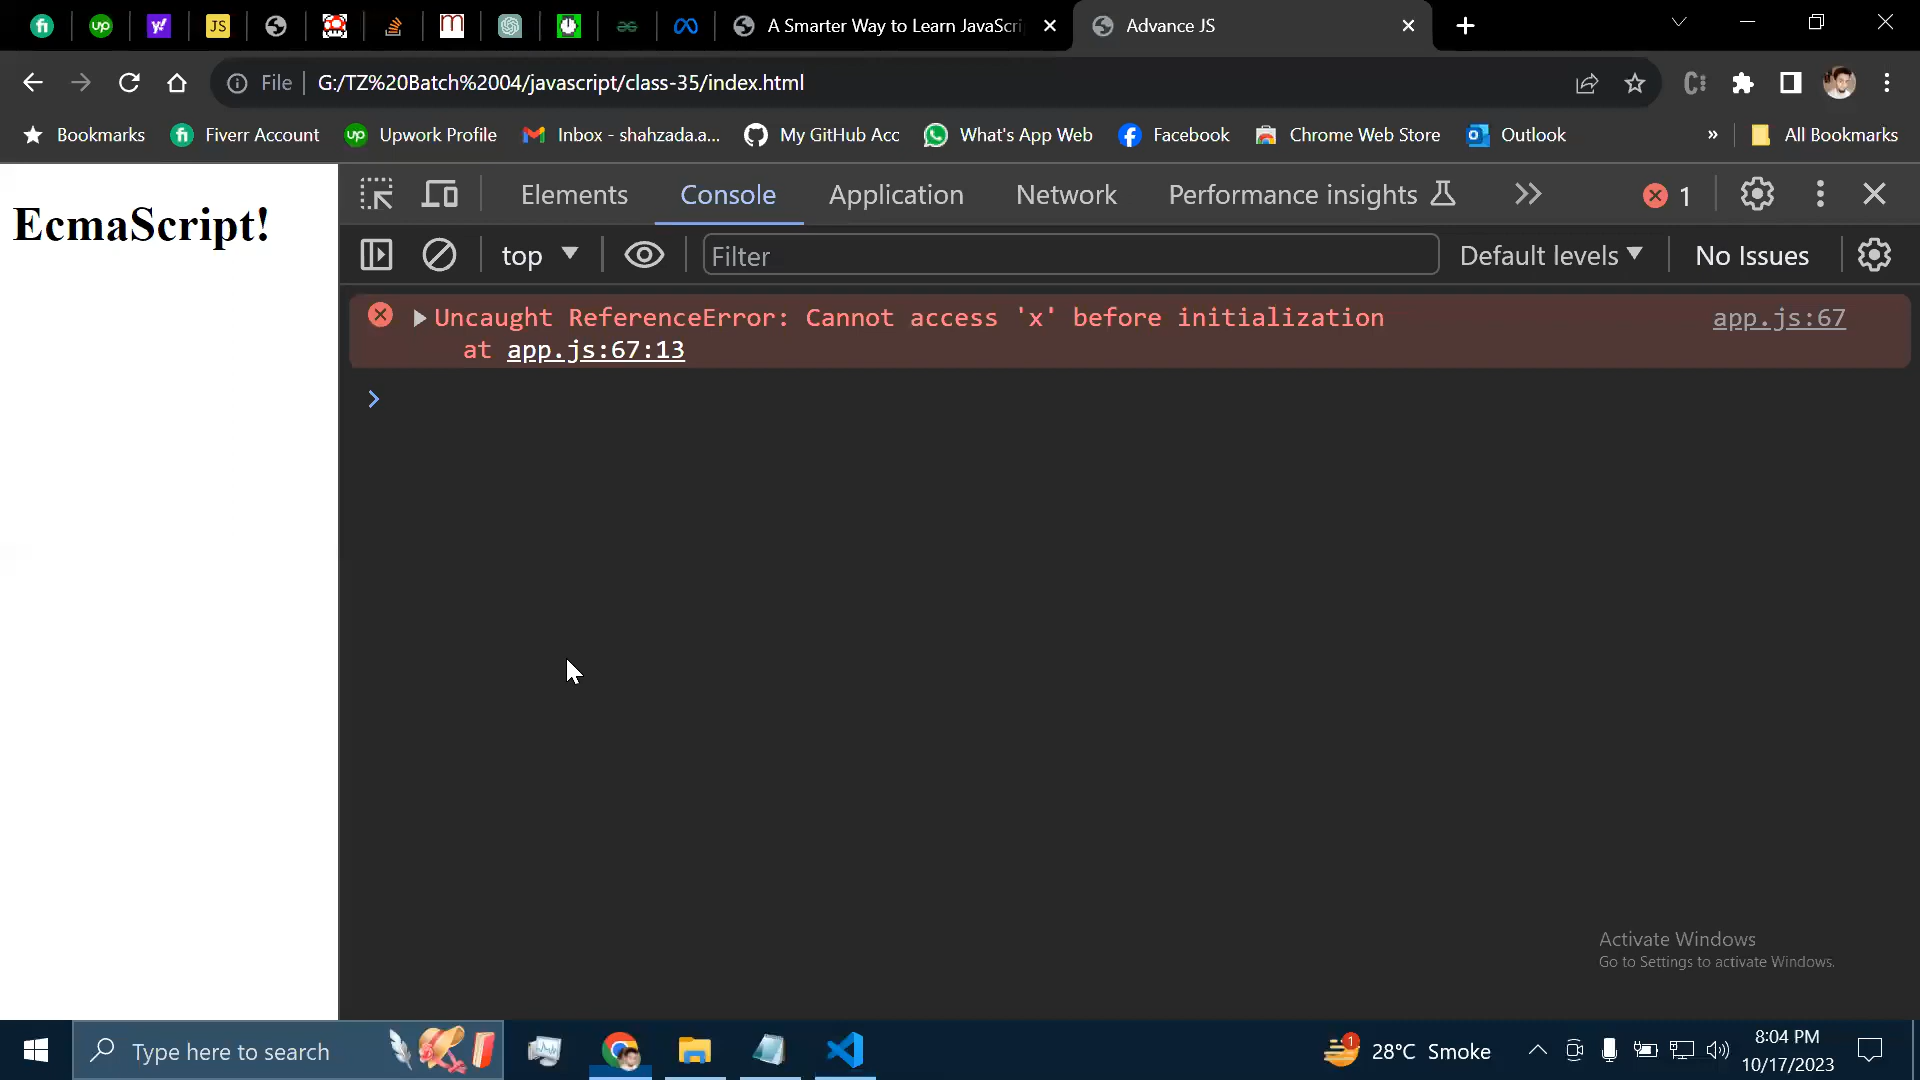 A Smarter Way to Learn JavaScri
Advance JS
File
G:/TZ%20Batch%2004/javascript/class-35/index.html
Bookmarks
Fiverr Account
Upwork Profile
Inbox - shahzada.a...
My GitHub Acc
What's App Web
Facebook
Chrome Web Store
Outlook
»
All Bookmarks
EcmaScript!
Elements
Console
Application
Network
Performance insights
1
top
Filter
Default levels
No Issues
Uncaught ReferenceError: Cannot access 'x' before initialization
app.js:67
at app.js:67:13
Activate Windows
Go to Settings to activate Windows.
Type here to search
1
28°C Smoke
8:04 PM
10/17/2023